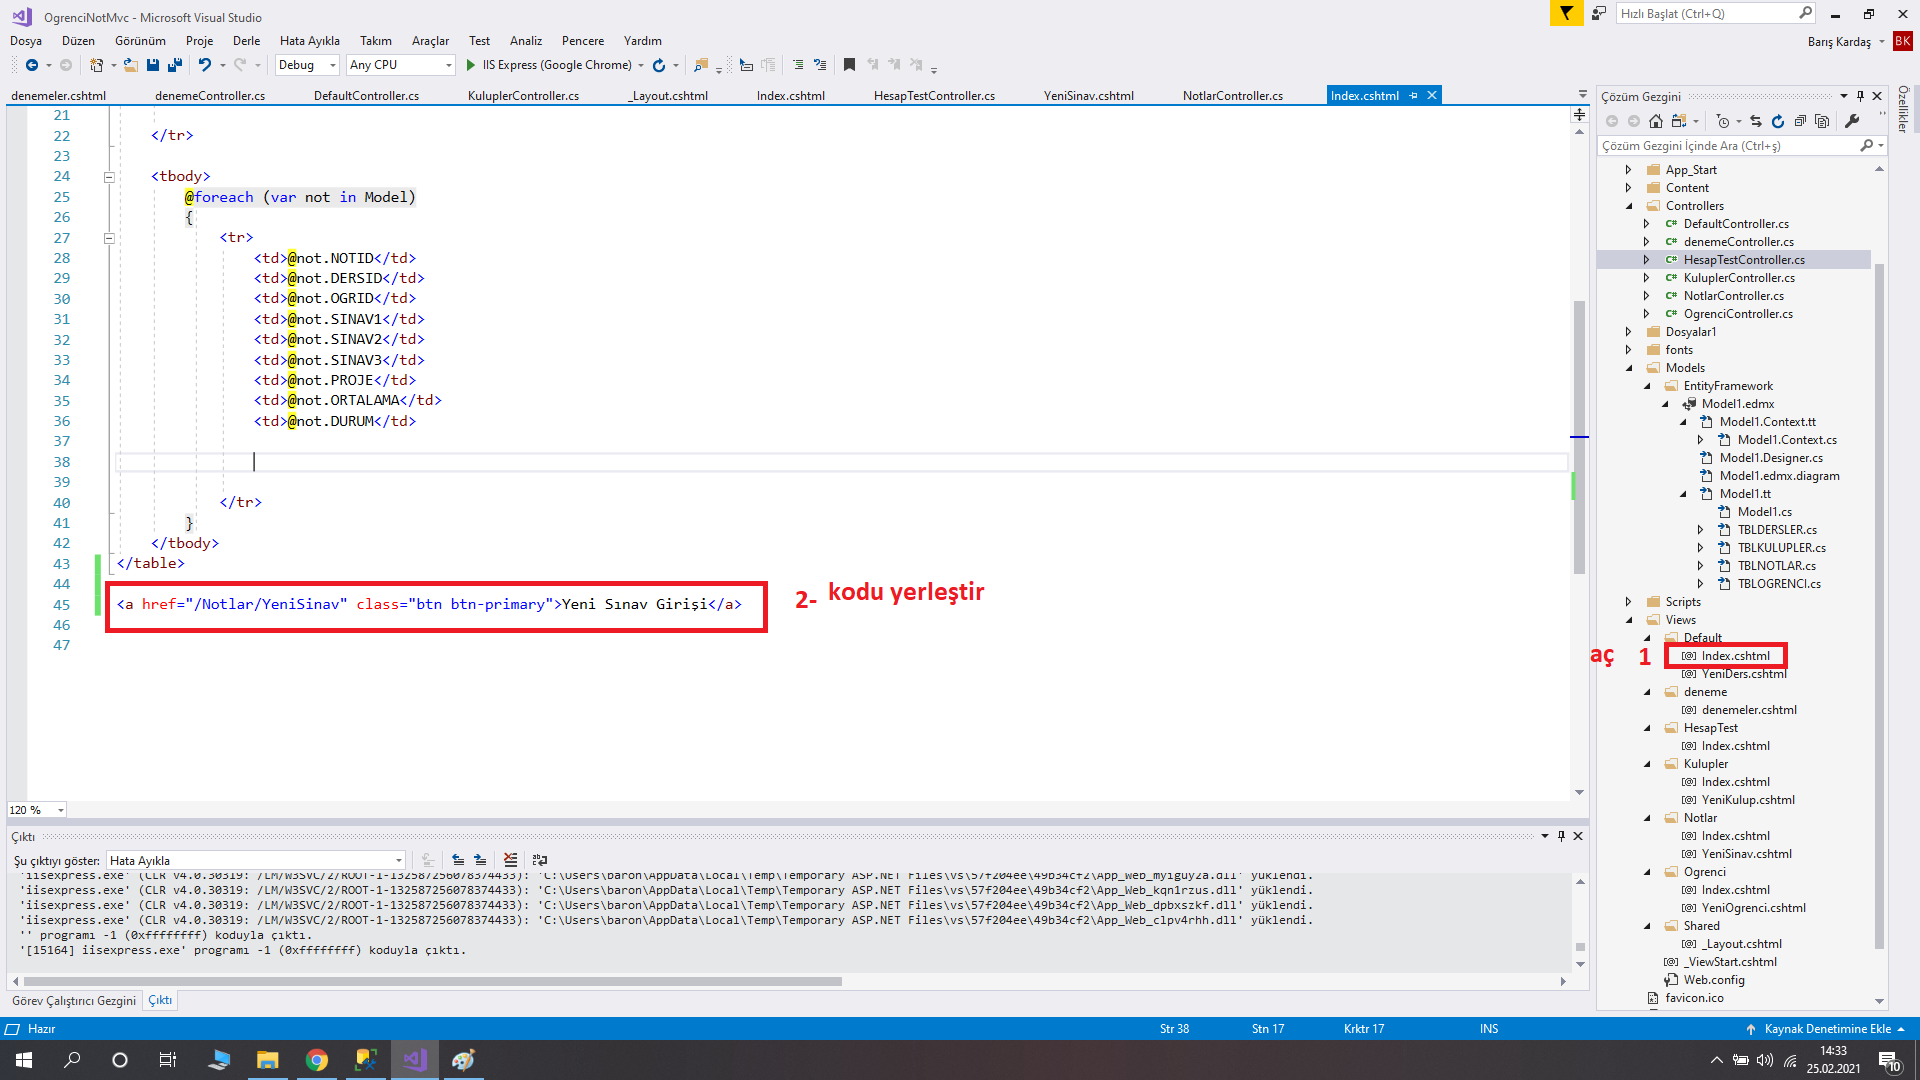 OgrenciNotMvc - Microsoft Visual Studio
Hızlı Başlat (Ctrl+Q)
Dosya Düzen Görünüm Proje Derle Hata Ayıkla Takım Araçlar Test Analiz Pencere Yardım
Barış Kardaş BK
Debug Any CPU IIS Express (Google Chrome)
denemeler.cshtml denemeController.cs DefaultController.cs KuluplerController.cs _Layout.cshtml Index.cshtml HesapTestController.cs YeniSinav.cshtml NotlarController.cs Index.cshtml
21
22 </tr>
23
24 <tbody>
25 @foreach (var not in Model)
26 {
27 <tr>
28 <td>@not.NOTID</td>
29 <td>@not.DERSID</td>
30 <td>@not.OGRID</td>
31 <td>@not.SINAV1</td>
32 <td>@not.SINAV2</td>
33 <td>@not.SINAV3</td>
34 <td>@not.PROJE</td>
35 <td>@not.ORTALAMA</td>
36 <td>@not.DURUM</td>
37
38
39
40 </tr>
41 }
42 </tbody>
43 </table>
44
45 <a href="/Notlar/YeniSinav" class="btn btn-primary">Yeni Sınav Girişi</a>
46
47
2- kodu yerleştir
aç 1
120 %
Çıktı
Şu çıktıyı göster: Hata Ayıkla
'iisexpress.exe' (CLR v4.0.30319: /LM/W3SVC/2/ROOT-1-132587256078374433): 'C:\Users\baron\AppData\Local\Temp\Temporary ASP.NET Files\vs\57f204ee\49b34cf2\App_Web_myiguyza.dll' yüklendi.
'iisexpress.exe' (CLR v4.0.30319: /LM/W3SVC/2/ROOT-1-132587256078374433): 'C:\Users\baron\AppData\Local\Temp\Temporary ASP.NET Files\vs\57f204ee\49b34cf2\App_Web_kqn1rzus.dll' yüklendi.
'iisexpress.exe' (CLR v4.0.30319: /LM/W3SVC/2/ROOT-1-132587256078374433): 'C:\Users\baron\AppData\Local\Temp\Temporary ASP.NET Files\vs\57f204ee\49b34cf2\App_Web_dpbxszkf.dll' yüklendi.
'iisexpress.exe' (CLR v4.0.30319: /LM/W3SVC/2/ROOT-1-132587256078374433): 'C:\Users\baron\AppData\Local\Temp\Temporary ASP.NET Files\vs\57f204ee\49b34cf2\App_Web_clpv4rhh.dll' yüklendi.
'' programı -1 (0xffffffff) koduyla çıktı.
'[15164] iisexpress.exe' programı -1 (0xffffffff) koduyla çıktı.
Görev Çalıştırıcı Gezgini Çıktı
Çözüm Gezgini
Çözüm Gezgini İçinde Ara (Ctrl+ş)
App_Start
Content
Controllers
C# DefaultController.cs
C# denemeController.cs
C# HesapTestController.cs
C# KuluplerController.cs
C# NotlarController.cs
C# OgrenciController.cs
Dosyalar1
fonts
Models
EntityFramework
Model1.edmx
Model1.Context.tt
Model1.Context.cs
Model1.Designer.cs
Model1.edmx.diagram
Model1.tt
Model1.cs
TBLDERSLER.cs
TBLKULUPLER.cs
TBLNOTLAR.cs
TBLOGRENCI.cs
Scripts
Views
Default
[@] Index.cshtml
[@] YeniDers.cshtml
deneme
[@] denemeler.cshtml
HesapTest
[@] Index.cshtml
Kulupler
[@] Index.cshtml
[@] YeniKulup.cshtml
Notlar
[@] Index.cshtml
[@] YeniSinav.cshtml
Ogrenci
[@] Index.cshtml
[@] YeniOgrenci.cshtml
Shared
[@] _Layout.cshtml
[@] _ViewStart.cshtml
Web.config
favicon.ico
Özellikler
Hazır Str 38 Stn 17 Krktr 17 INS Kaynak Denetimine Ekle
14:33
25.02.2021
10